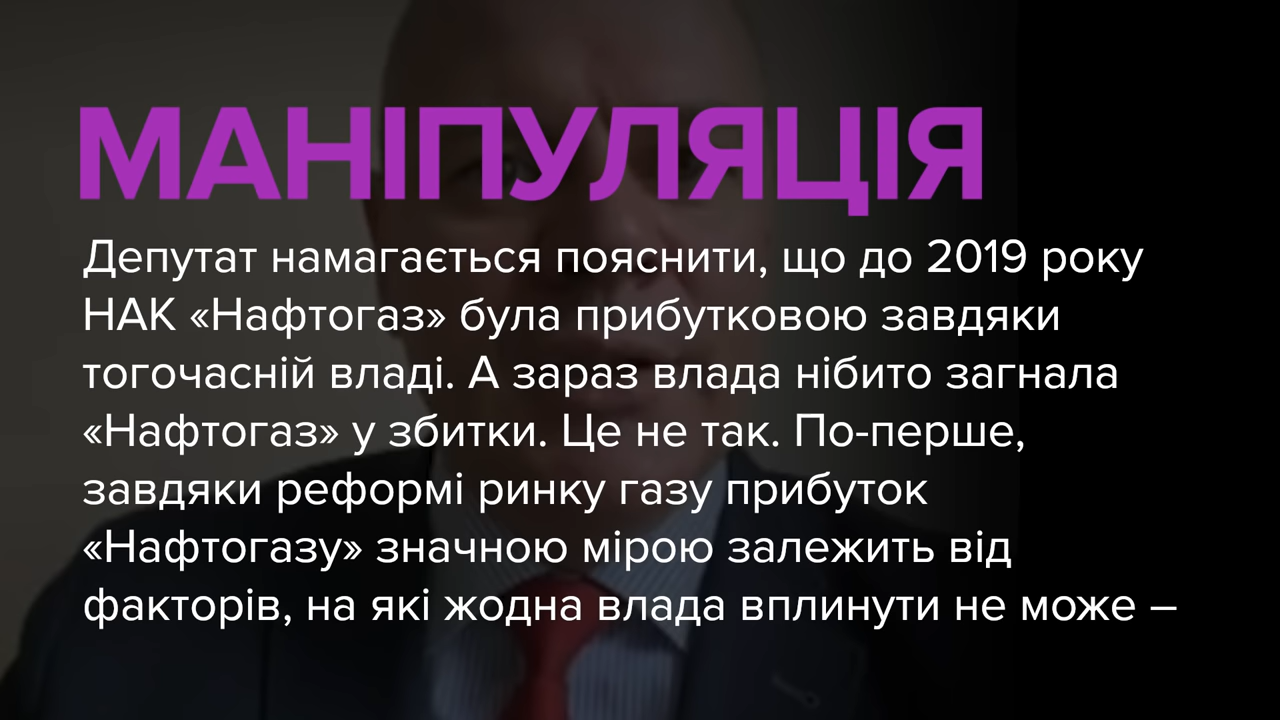 МАНІПУЛЯЦІЯ
Депутат намагається пояснити, що до 2019 року
НАК «Нафтогаз» була прибутковою завдяки
тогочасній владі. А зараз влада нібито загнала
«Нафтогаз» у збитки. Це не так. По-перше,
завдяки реформі ринку газу прибуток
«Нафтогазу» значною мірою залежить від
факторів, на які жодна влада вплинути не може –